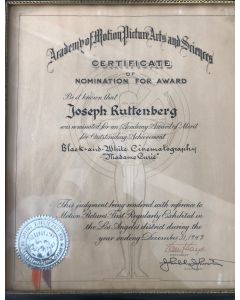 Academy of Motion Picture Arts and Sciences
CERTIFICATE
OF
NOMINATION FOR AWARD
Be it known that
Joseph Ruttenberg
was nominated for an Academy Award of Merit
for Outstanding Achievement
Black-and-White Cinematography
"Madame Curie"
This judgment being rendered with reference to
Motion Pictures First Regularly Exhibited in
the Los Angeles district during the
year ending December 31, 1943